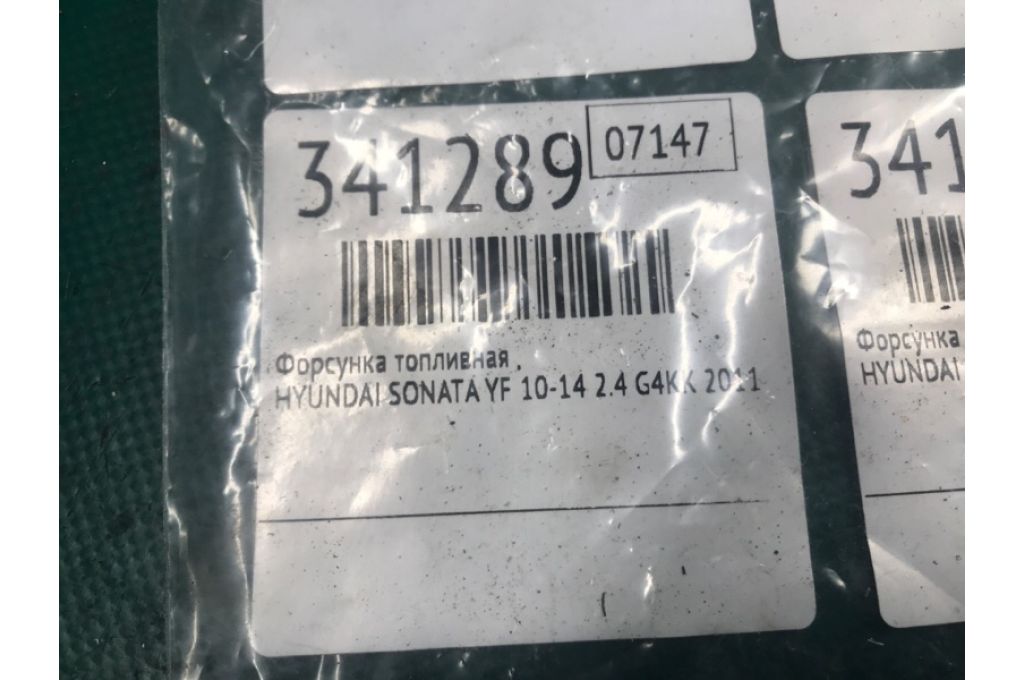 341289
07147
Форсунка топливная ,
HYUNDAI SONATA YF 10-14 2.4 G4KK 2011
341
Форсунка
HYUNDAI